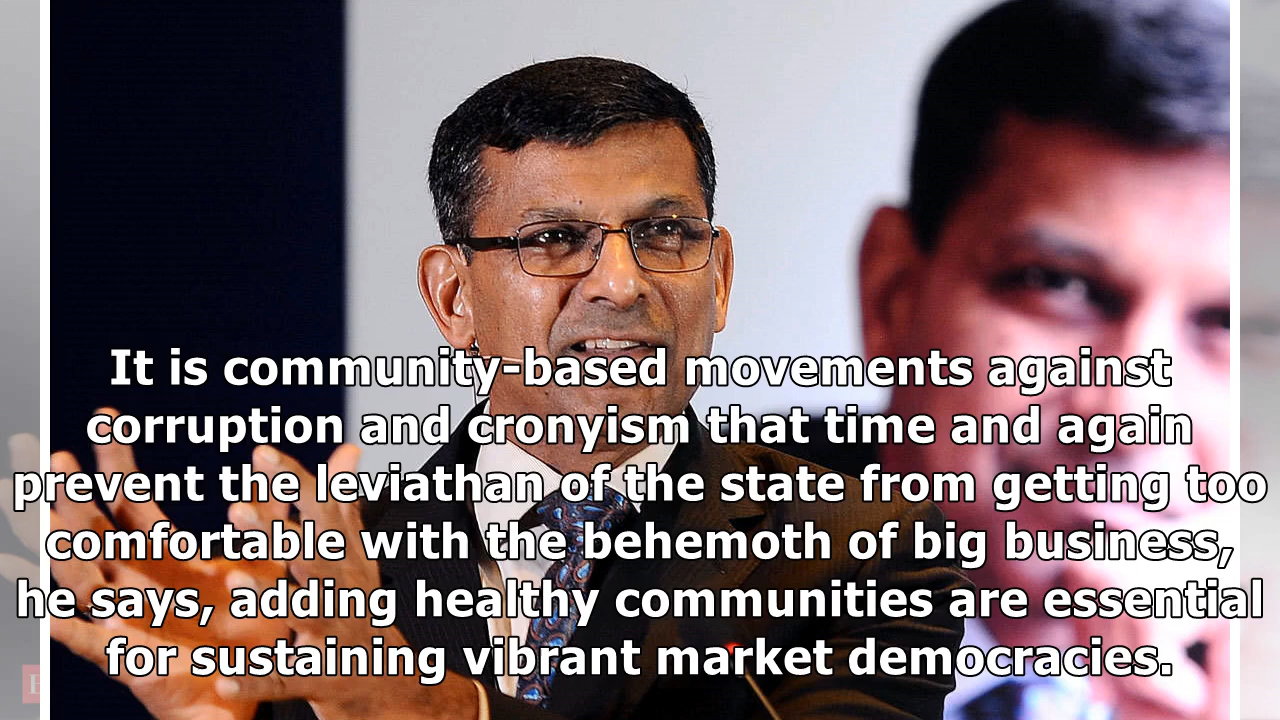 It is community-based movements against
corruption and cronyism that time and again
prevent the leviathan of the state from getting too
comfortable with the behemoth of big business,
he says, adding healthy communities are essential
for sustaining vibrant market democracies.